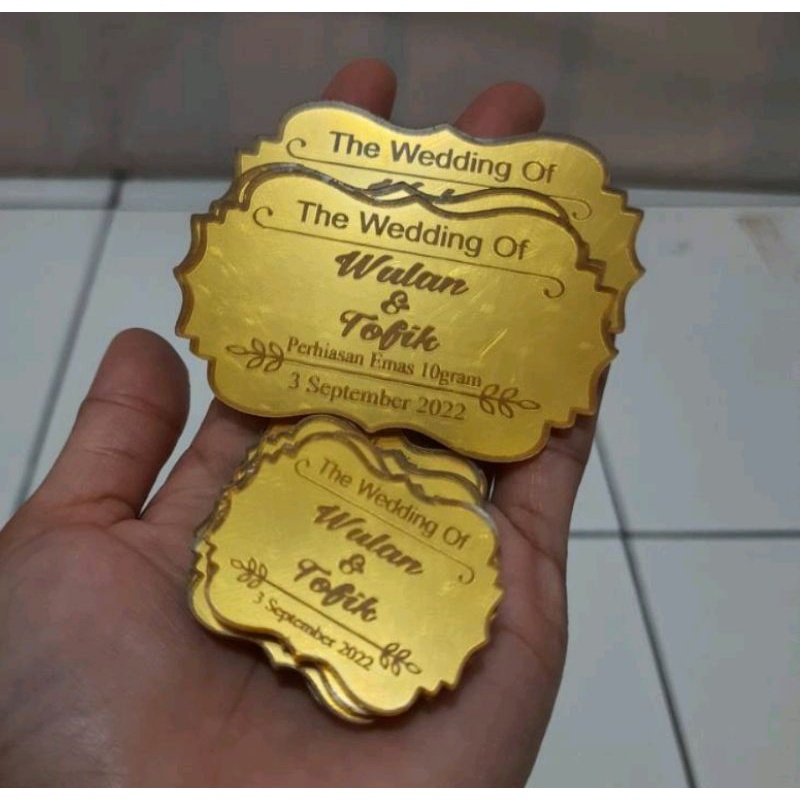 The Wedding Of
The Wedding Of
Wulan
&
Tofik
Perhiasan Emas 10gram
3 September 2022
The Wedding Of
Wulan
&
Tofik
3 September 2022